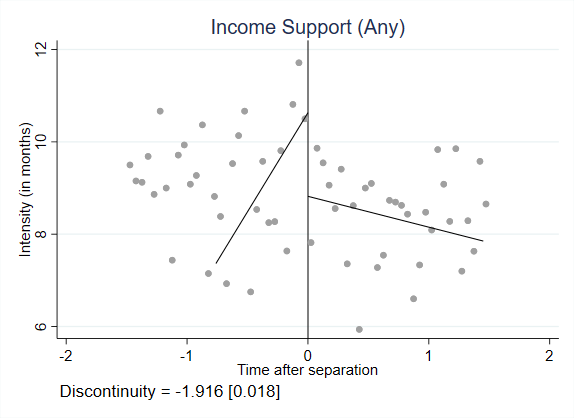 Income Support (Any)
12
10
8
6
Intensity (in months)
-2 -1 0 1 2
Time after separation
Discontinuity = -1.916 [0.018]